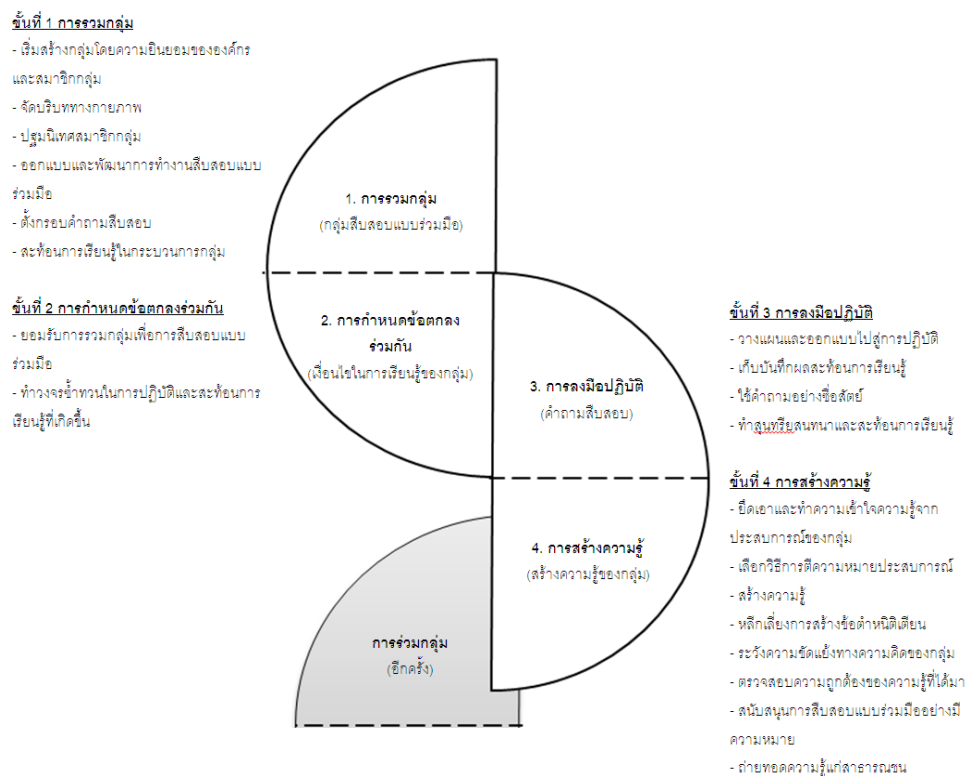 ขั้นที่ 1 การรวมกลุ่ม
- เริ่มสร้างกลุ่มโดยความยินยอมขององค์กร
และสมาชิกกลุ่ม
- จัดบริบททางกายภาพ
- ปฐมนิเทศสมาชิกกลุ่ม
- ออกแบบและพัฒนาการทำงานสืบสอบแบบ
ร่วมมือ
- ตั้งกรอบคำถามสืบสอบ
- สะท้อนการเรียนรู้ในกระบวนการกลุ่ม
ขั้นที่ 2 การกำหนดข้อตกลงร่วมกัน
- ยอมรับการรวมกลุ่มเพื่อการสืบสอบแบบ
ร่วมมือ
- ทำวงจรซ้ำทวนในการปฏิบัติและสะท้อนการ
เรียนรู้ที่เกิดขึ้น
1. การรวมกลุ่ม
(กลุ่มสืบสอบแบบร่วมมือ)
2. การกำหนดข้อตกลง
ร่วมกัน
(เงื่อนไขในการเรียนรู้ของกลุ่ม)
3. การลงมือปฏิบัติ
(คำถามสืบสอบ)
4. การสร้างความรู้
(สร้างความรู้ของกลุ่ม)
การร่วมกลุ่ม
(อีกครั้ง)
ขั้นที่ 3 การลงมือปฏิบัติ
- วางแผนและออกแบบไปสู่การปฏิบัติ
- เก็บบันทึกผลสะท้อนการเรียนรู้
- ใช้คำถามอย่างซื่อสัตย์
- ทำสุนทรียสนทนาและสะท้อนการเรียนรู้
ขั้นที่ 4 การสร้างความรู้
- ยึดเอาและทำความเข้าใจความรู้จาก
ประสบการณ์ของกลุ่ม
- เลือกวิธีการตีความหมายประสบการณ์
- สร้างความรู้
- หลีกเลี่ยงการสร้างข้อตำหนิติเตียน
- ระวังความขัดแย้งทางความคิดของกลุ่ม
- ตรวจสอบความถูกต้องของความรู้ที่ได้มา
- สนับสนุนการสืบสอบแบบร่วมมืออย่างมี
ความหมาย
- ถ่ายทอดความรู้แก่สาธารณชน